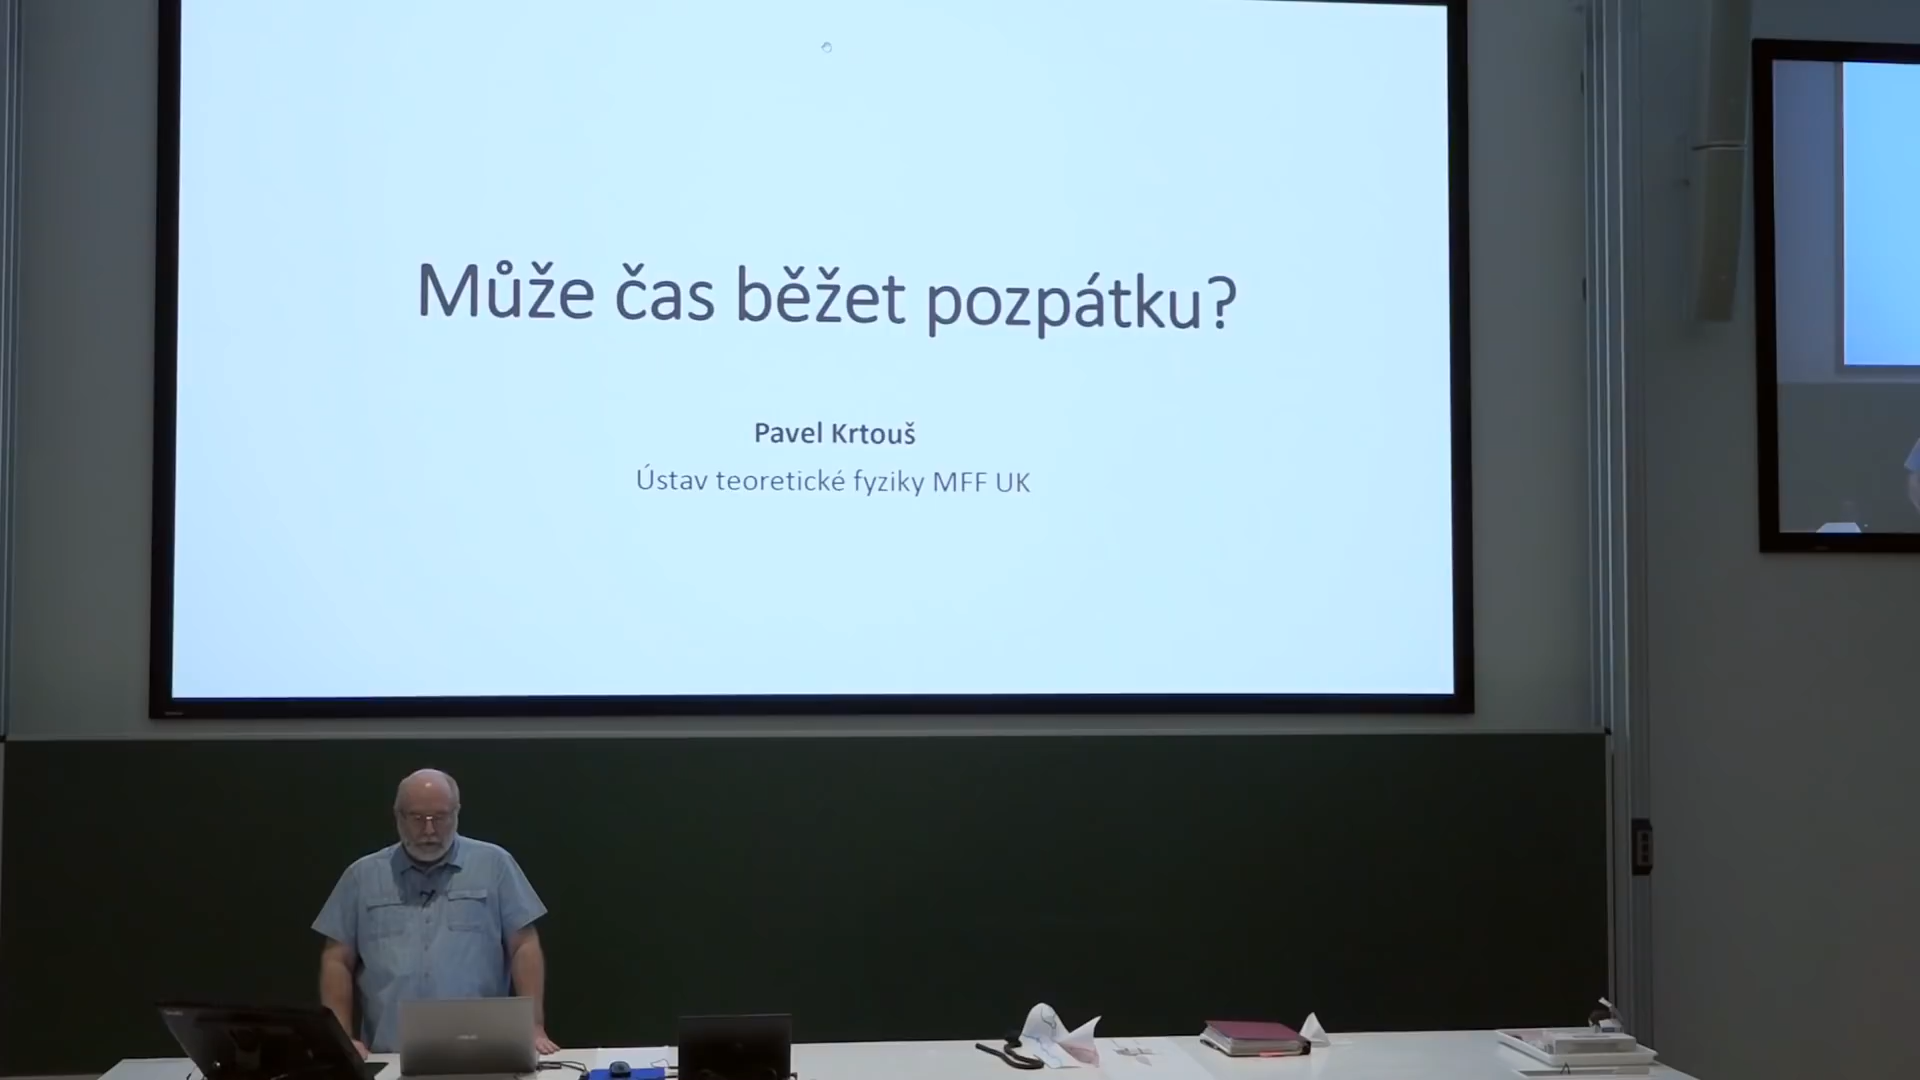 Může čas běžet pozpátku?
Pavel Krtouš
Ústav teoretické fyziky MFF UK